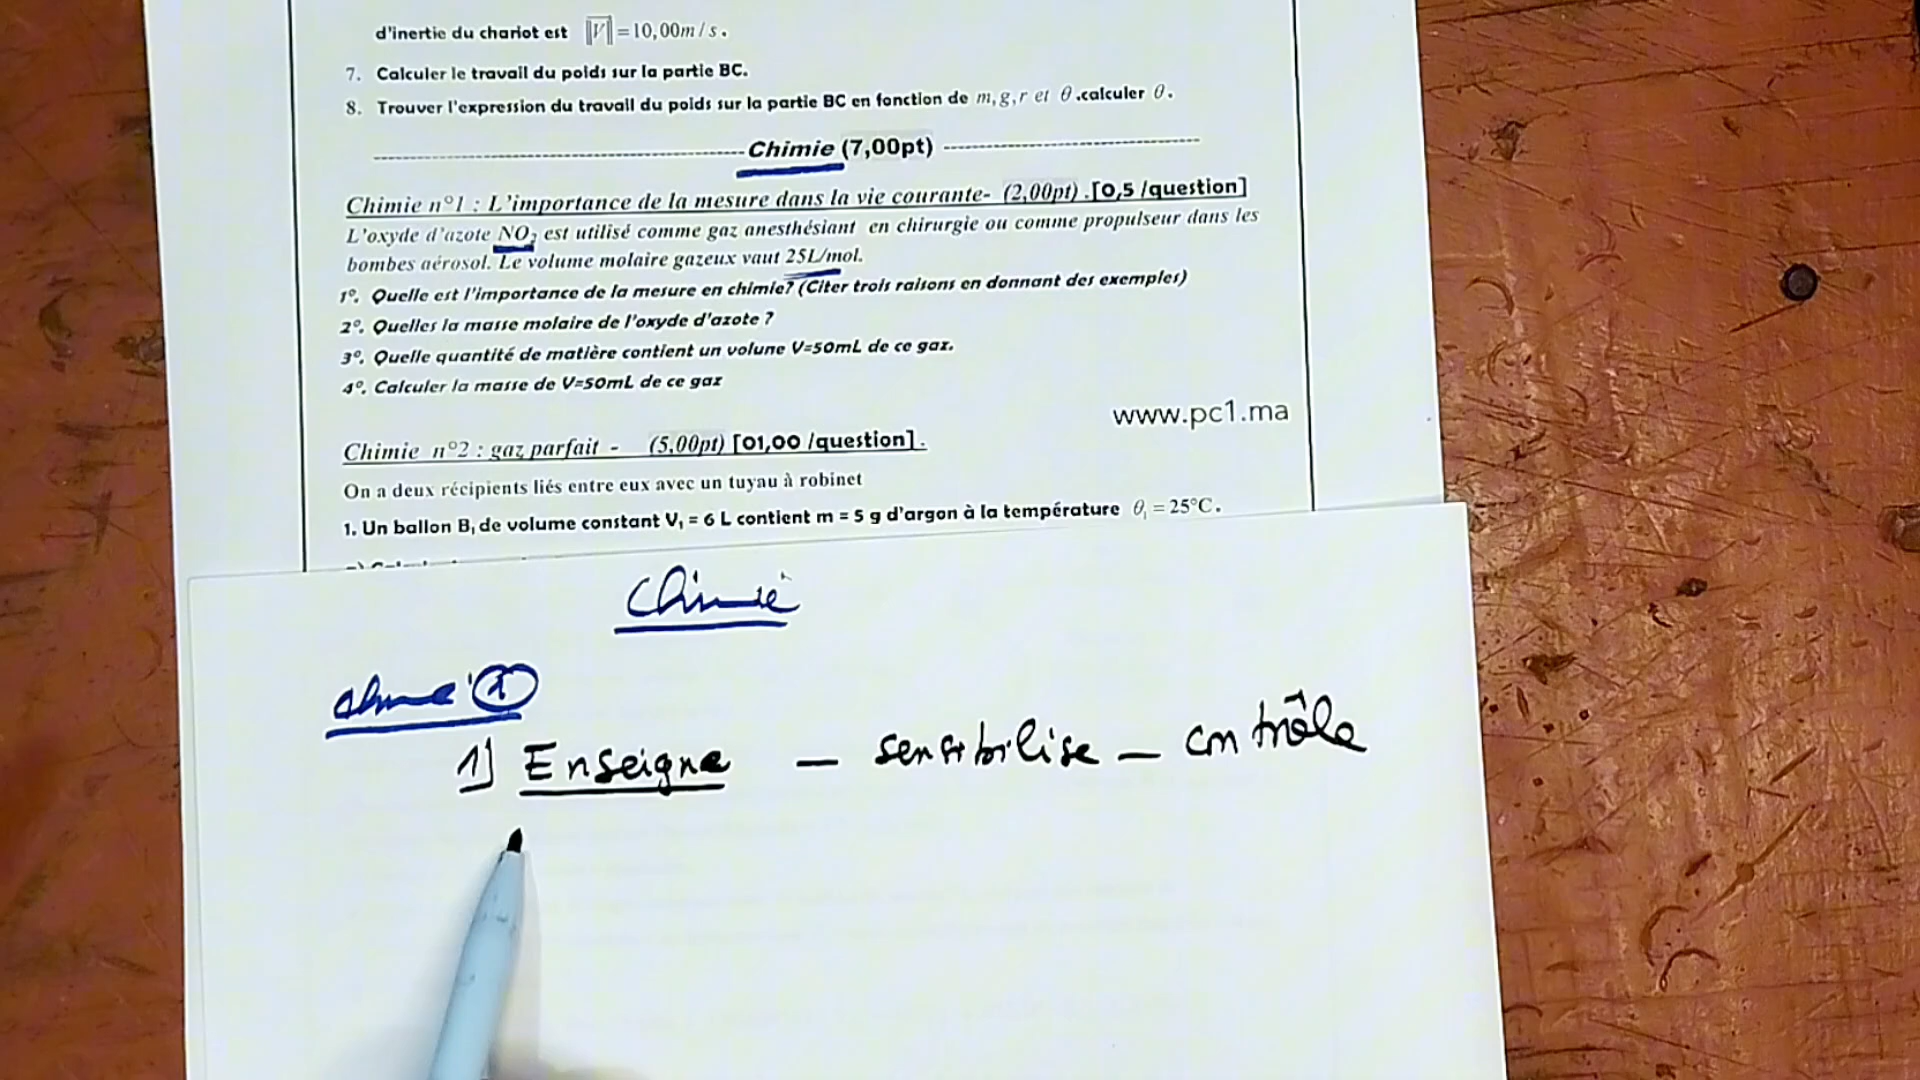 d'inertie du chariot est ||V|| = 10,00m / s .
7. Calculer le travail du poids sur la partie BC.
8. Trouver l'expression du travail du poids sur la partie BC en fonction de m, g, r et θ .calculer θ .
Chimie (7,00pt)
Chimie n°1 : L'importance de la mesure dans la vie courante- (2,00pt) .[0,5 /question]
L'oxyde d'azote NO2 est utilisé comme gaz anesthésiant en chirurgie ou comme propulseur dans les
bombes aérosol. Le volume molaire gazeux vaut 25L/mol.
1°. Quelle est l'importance de la mesure en chimie? (Citer trois raisons en donnant des exemples)
2°. Quelles la masse molaire de l'oxyde d'azote ?
3°. Quelle quantité de matière contient un volune V=50mL de ce gaz.
4°. Calculer la masse de V=50mL de ce gaz
www.pc1.ma
Chimie n°2 : gaz parfait - (5,00pt) [01,00 /question] .
On a deux récipients liés entre eux avec un tuyau à robinet
1. Un ballon B1 de volume constant V1 = 6 L contient m = 5 g d'argon à la température θ1 = 25°C .
Chimie
chimie 1
1] Enseigne — sensibilise — contrôle